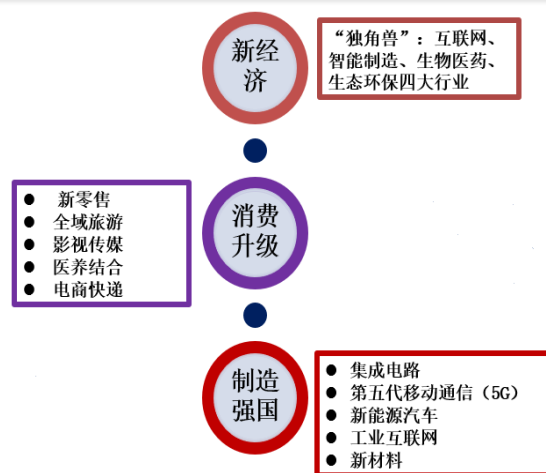 新经
济
“独角兽”：互联网、
智能制造、生物医药、
生态环保四大行业
消费
升级
● 新零售
● 全域旅游
● 影视传媒
● 医养结合
● 电商快递
制造
强国
● 集成电路
● 第五代移动通信（5G）
● 新能源汽车
● 工业互联网
● 新材料